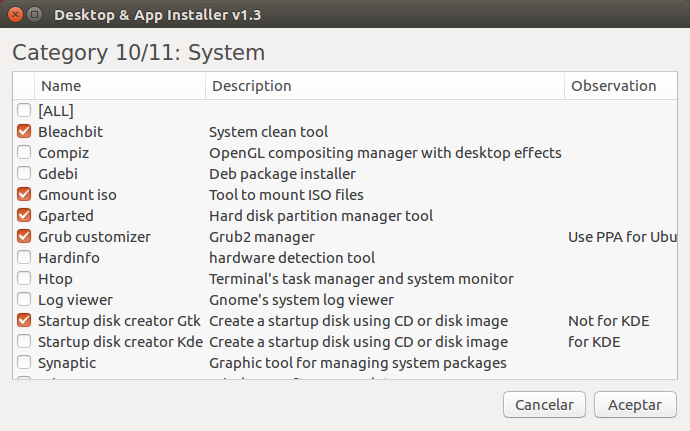 Desktop & App Installer v1.3
Category 10/11: System
Name Description Observation
[ALL]
Bleachbit System clean tool
Compiz OpenGL compositing manager with desktop effects
Gdebi Deb package installer
Gmount iso Tool to mount ISO files
Gparted Hard disk partition manager tool
Grub customizer Grub2 manager Use PPA for Ubu
Hardinfo hardware detection tool
Htop Terminal's task manager and system monitor
Log viewer Gnome's system log viewer
Startup disk creator Gtk Create a startup disk using CD or disk image Not for KDE
Startup disk creator Kde Create a startup disk using CD or disk image for KDE
Synaptic Graphic tool for managing system packages
Cancelar Aceptar